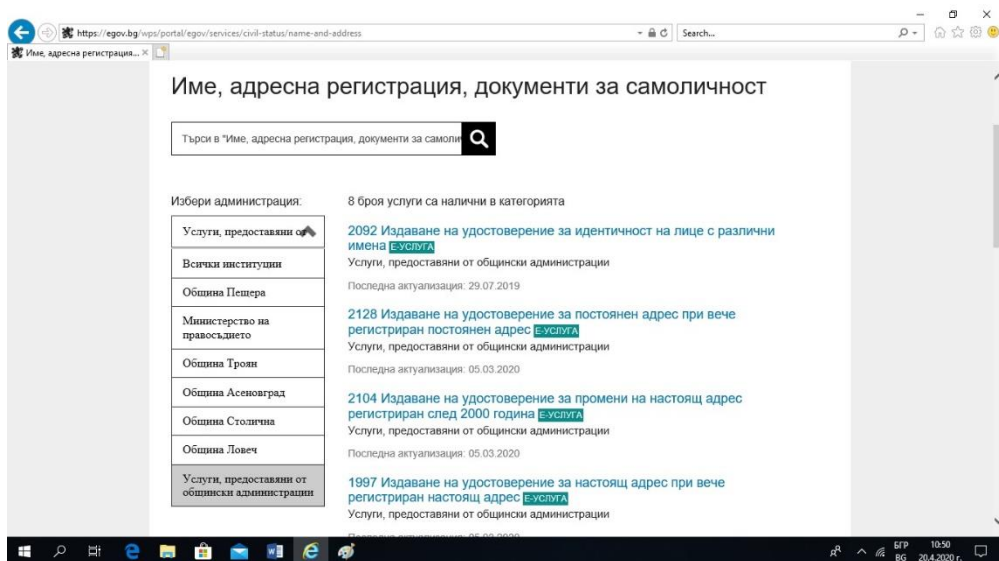 https://egov.bg/wps/portal/egov/services/civil-status/name-and-address
Search...
Име, адресна регистрация...
Име, адресна регистрация, документи за самоличност
Търси в "Име, адресна регистрация, документи за самоли
Избери администрация:
Услуги, предоставяни от
Всички институции
Община Пещера
Министерство на
правосъдието
Община Троян
Община Асеновград
Община Столична
Община Ловеч
Услуги, предоставяни от
общински администрации
8 броя услуги са налични в категорията
2092 Издаване на удостоверение за идентичност на лице с различни
имена Е-УСЛУГА
Услуги, предоставяни от общински администрации
Последна актуализация: 29.07.2019
2128 Издаване на удостоверение за постоянен адрес при вече
регистриран постоянен адрес Е-УСЛУГА
Услуги, предоставяни от общински администрации
Последна актуализация: 05.03.2020
2104 Издаване на удостоверение за промени на настоящ адрес
регистриран след 2000 година Е-УСЛУГА
Услуги, предоставяни от общински администрации
Последна актуализация: 05.03.2020
1997 Издаване на удостоверение за настоящ адрес при вече
регистриран настоящ адрес Е-УСЛУГА
Услуги, предоставяни от общински администрации
БГР
BG
10:50
20.4.2020 г.